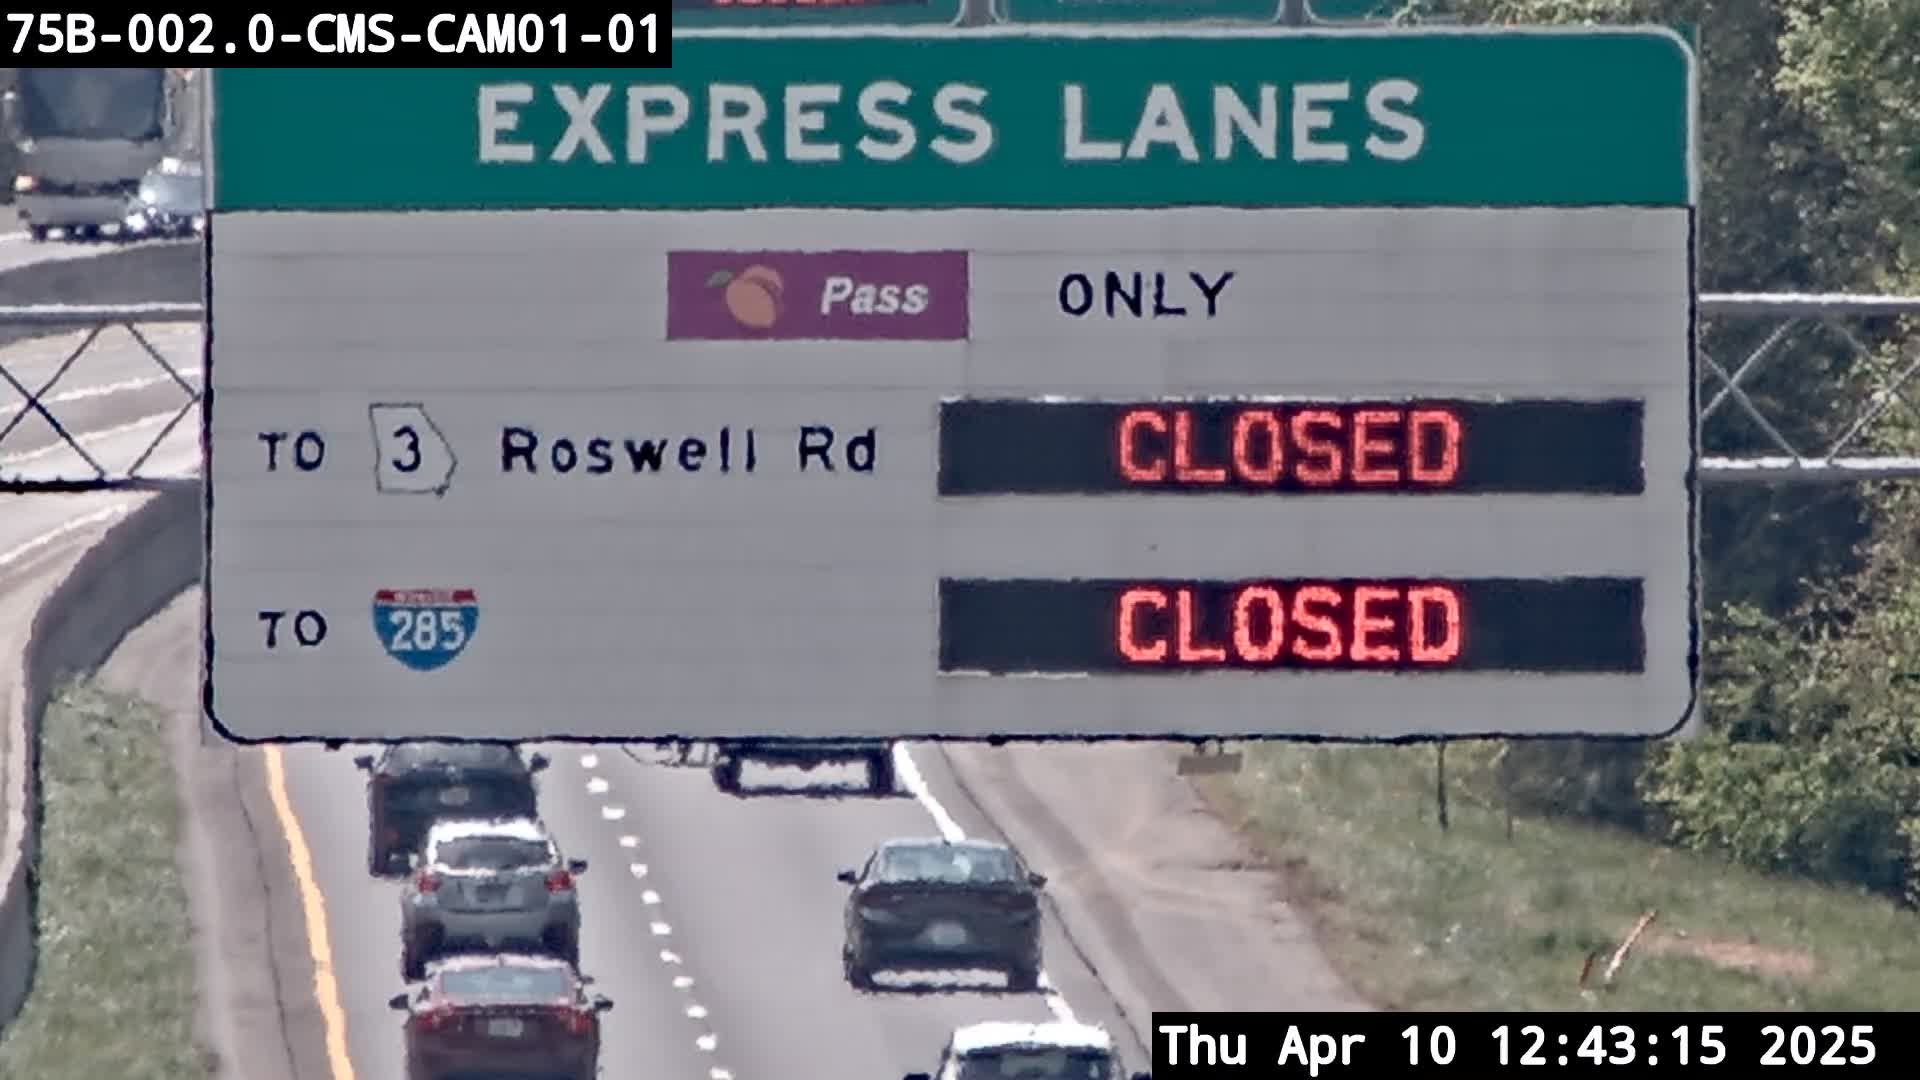 75B-002.0-CMS-CAM01-01
EXPRESS LANES
Pass ONLY
TO 3 Roswell Rd CLOSED
TO 285 CLOSED
Thu Apr 10 12:43:15 2025